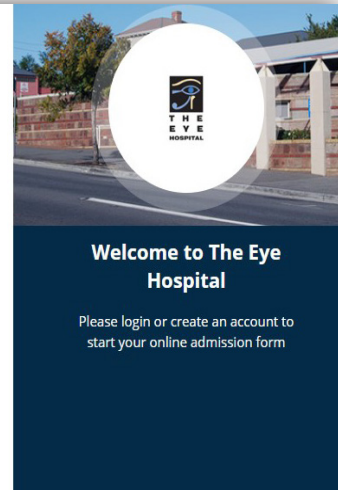 THE
EYE
HOSPITAL
Welcome to The Eye
Hospital
Please login or create an account to
start your online admission form